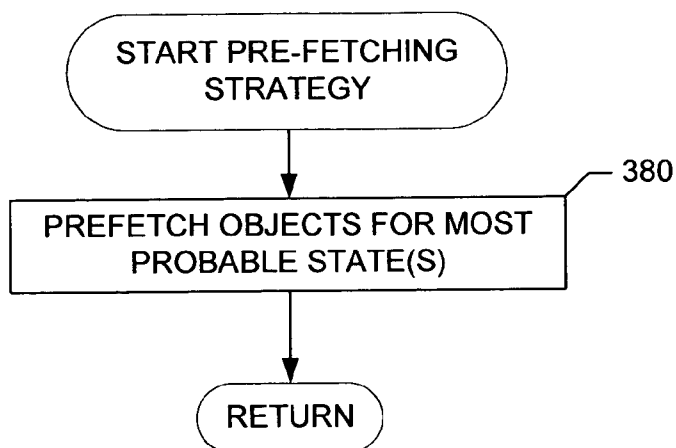 START PRE-FETCHING
STRATEGY
380
PREFETCH OBJECTS FOR MOST
PROBABLE STATE(S)
RETURN